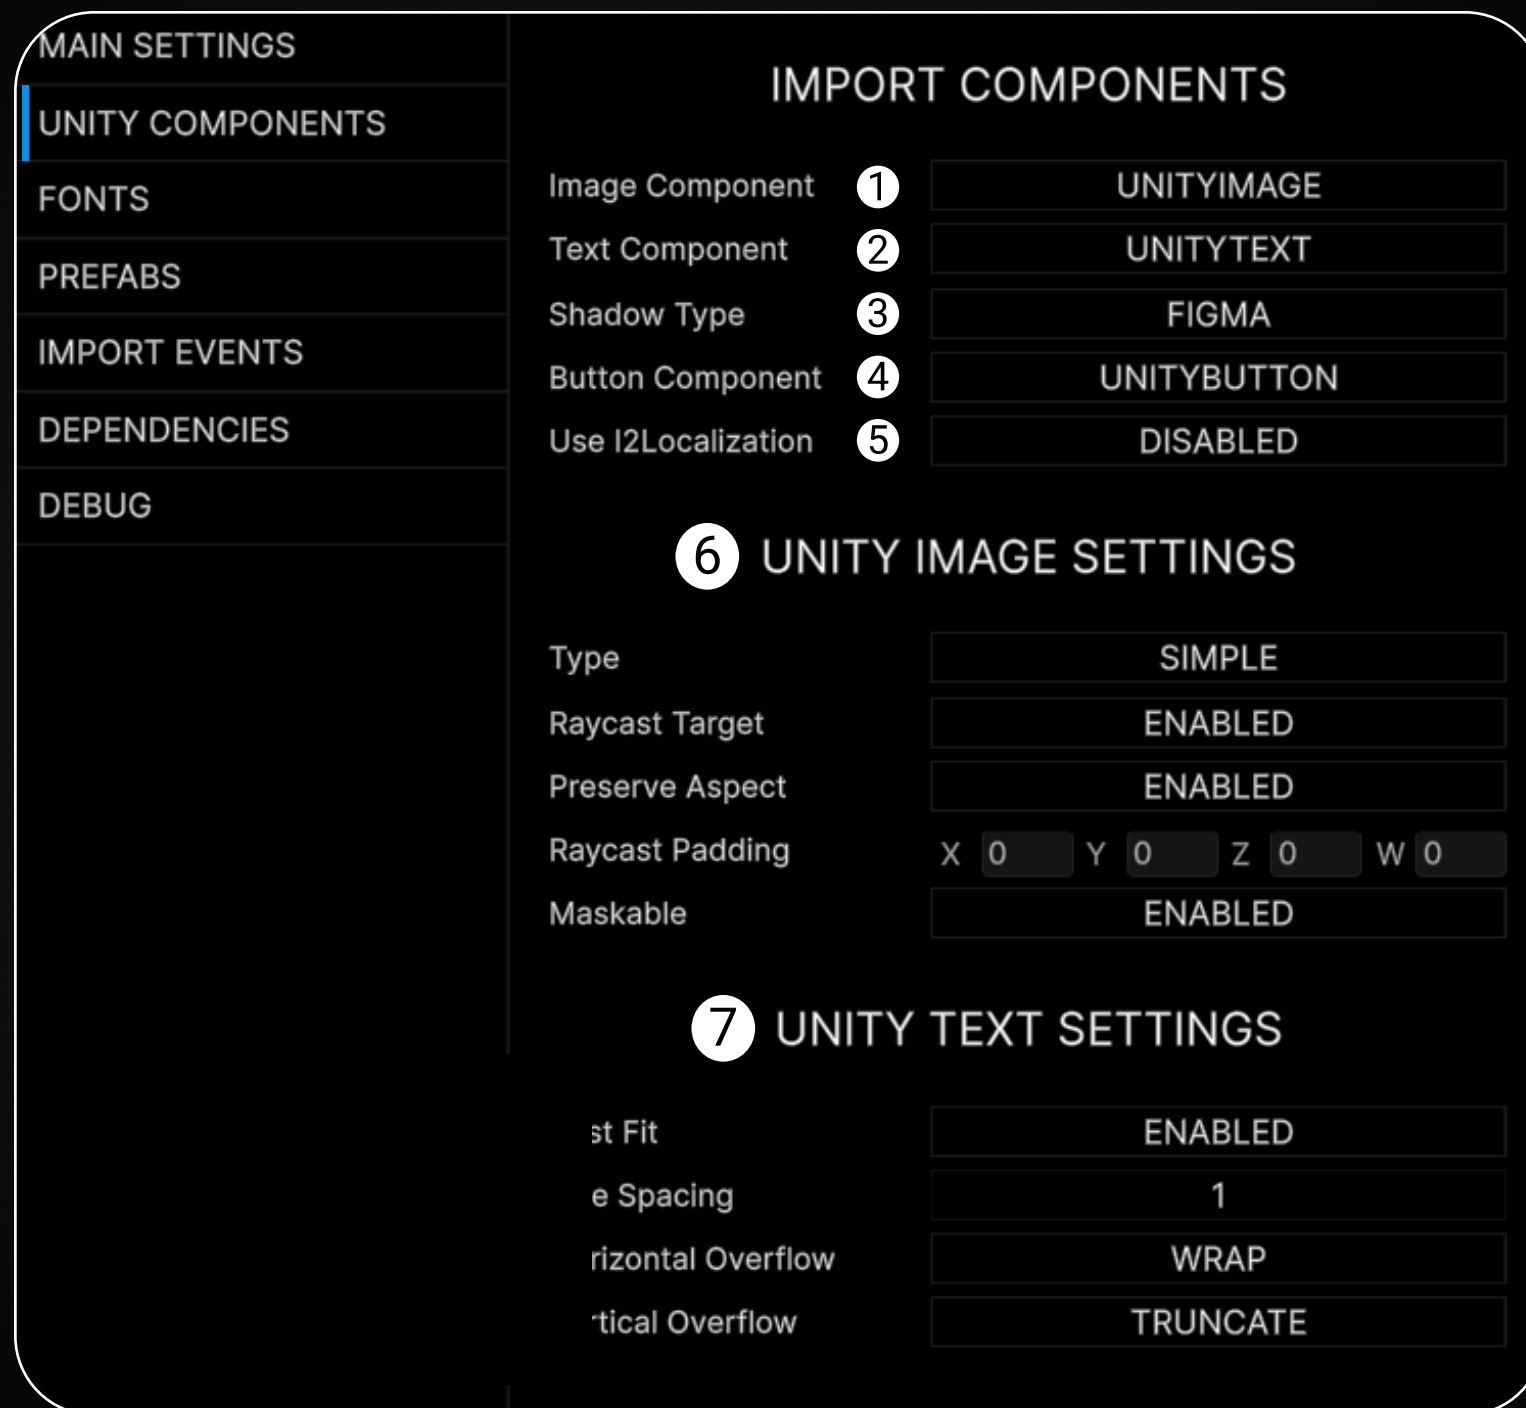 MAIN SETTINGS
UNITY COMPONENTS
FONTS
PREFABS
IMPORT EVENTS
DEPENDENCIES
DEBUG
IMPORT COMPONENTS
Image Component 1 UNITYIMAGE
Text Component 2 UNITYTEXT
Shadow Type 3 FIGMA
Button Component 4 UNITYBUTTON
Use I2Localization 5 DISABLED
6 UNITY IMAGE SETTINGS
Type SIMPLE
Raycast Target ENABLED
Preserve Aspect ENABLED
Raycast Padding X 0 Y 0 Z 0 W 0
Maskable ENABLED
7 UNITY TEXT SETTINGS
st Fit ENABLED
e Spacing 1
rizontal Overflow WRAP
rtical Overflow TRUNCATE